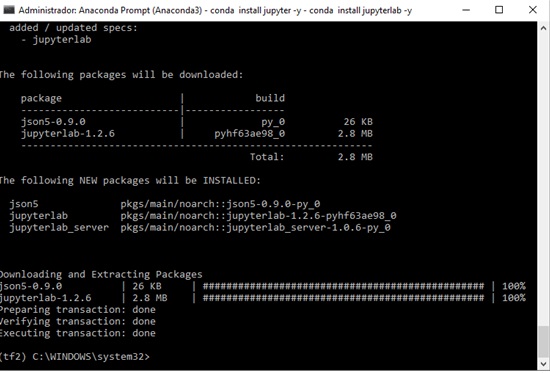 Administrador: Anaconda Prompt (Anaconda3) - conda install jupyter -y - conda install jupyterlab -y
added / updated specs:
- jupyterlab
The following packages will be downloaded:
package | build
---------------------------|-----------------
json5-0.9.0 | py_0 26 KB
jupyterlab-1.2.6 | pyhf63ae98_0 2.8 MB
------------------------------------------------------------
Total: 2.8 MB
The following NEW packages will be INSTALLED:
json5 pkgs/main/noarch::json5-0.9.0-py_0
jupyterlab pkgs/main/noarch::jupyterlab-1.2.6-pyhf63ae98_0
jupyterlab_server pkgs/main/noarch::jupyterlab_server-1.0.6-py_0
Downloading and Extracting Packages
json5-0.9.0 | 26 KB | ############################################## | 100%
jupyterlab-1.2.6 | 2.8 MB | ############################################## | 100%
Preparing transaction: done
Verifying transaction: done
Executing transaction: done
(tf2) C:\WINDOWS\system32>